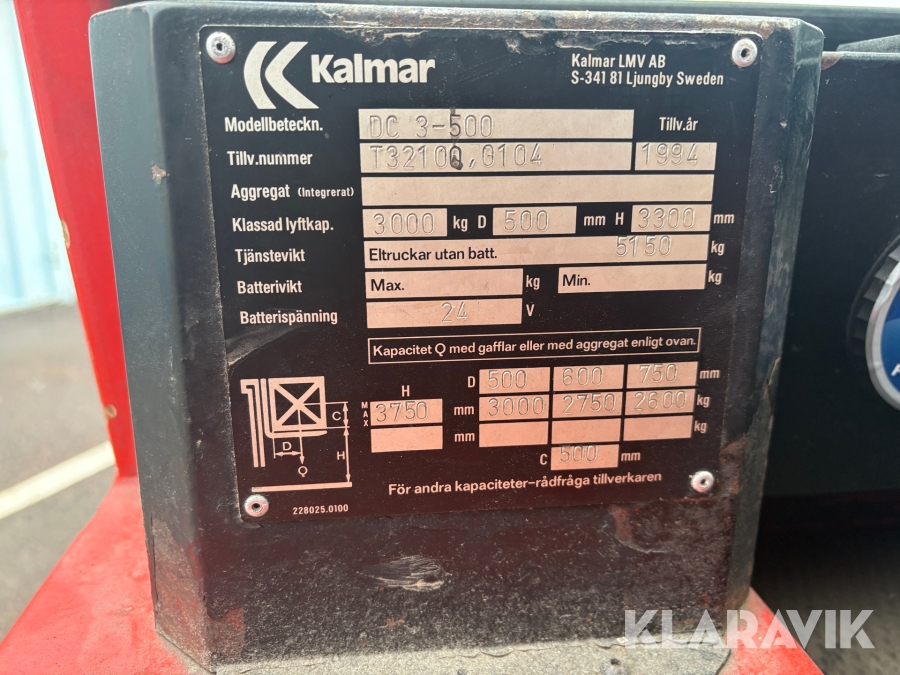 Kalmar
Kalmar LMV AB
S-341 81 Ljungby Sweden
Modellbeteckn. DC 3-500 Tillv.år
Tillv.nummer T32100,0104 1994
Aggregat (Integrerat)
Klassad lyftkap. 3000 kg D 500 mm H 3300 mm
Tjänstevikt Eltruckar utan batt. 5150 kg
Batterivikt Max. kg Min. kg
Batterispänning 24 V
Kapacitet Q med gafflar eller med aggregat enligt ovan.
H D 500 600 750 mm
MAX 3750 mm 3000 2750 2600 kg
mm kg
C 500 mm
C
D H
Q
För andra kapaciteter-rådfråga tillverkaren
228025.0100
KLARAVIK